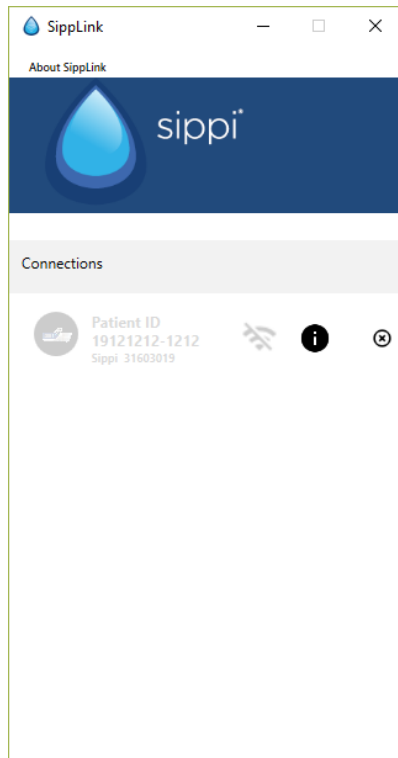 SippLink
About SippLink
sippi
Connections
Patient ID
19121212-1212
Sippi 31603019